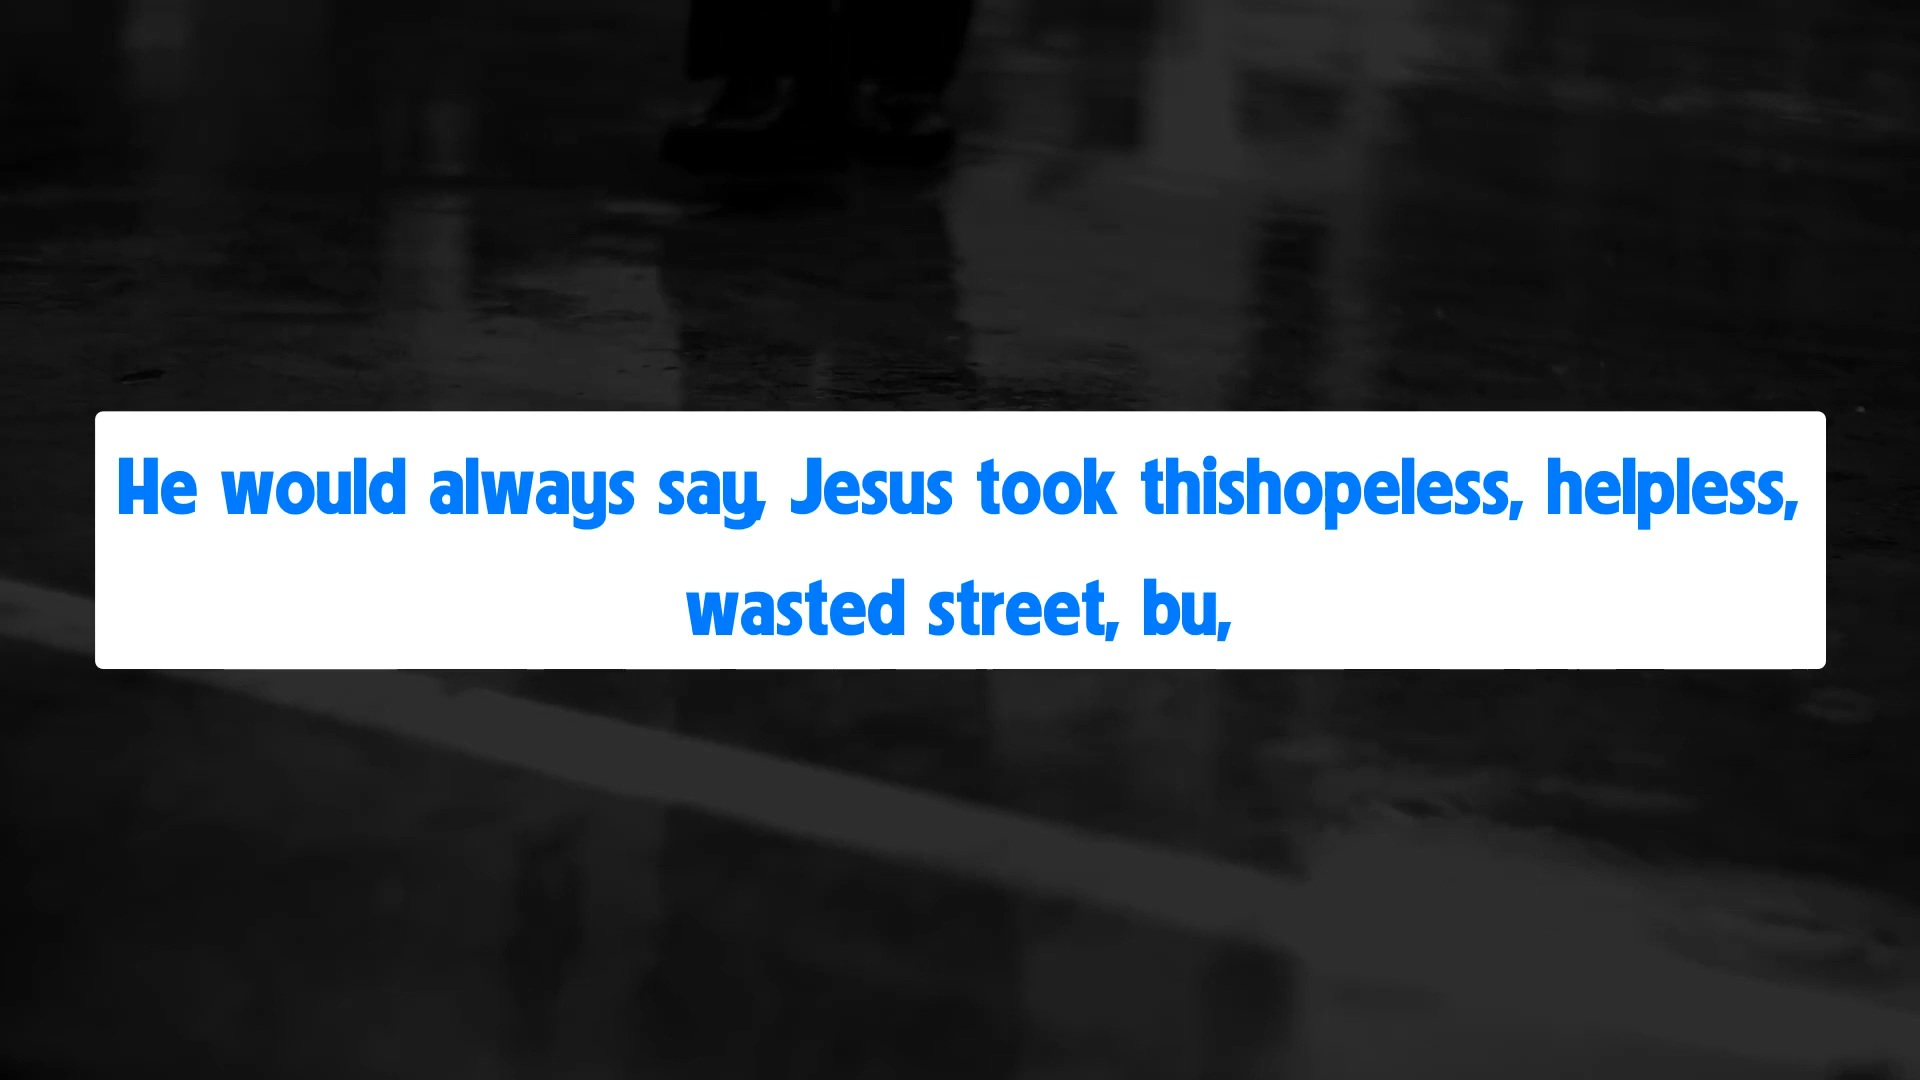 He would always say, Jesus took thishopeless, helpless,
wasted street, bu,